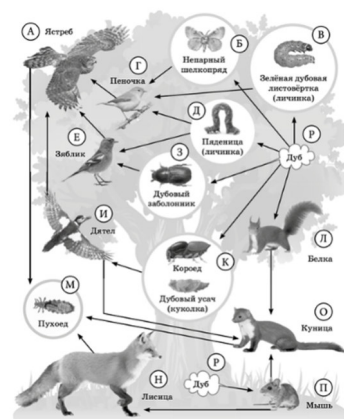 А Ястреб
Б
Непарный
шелкопряд
В
Зелёная дубовая
листовёртка
(личинка)
Г
Пеночка
Д
Пяденица
(личинка)
Р
Дуб
Е
Зяблик
З
Дубовый
заболонник
И
Дятел
К
Короед
Дубовый усач
(куколка)
Л
Белка
М
Пухоед
О
Куница
Н
Лисица
Р
Дуб
П
Мышь